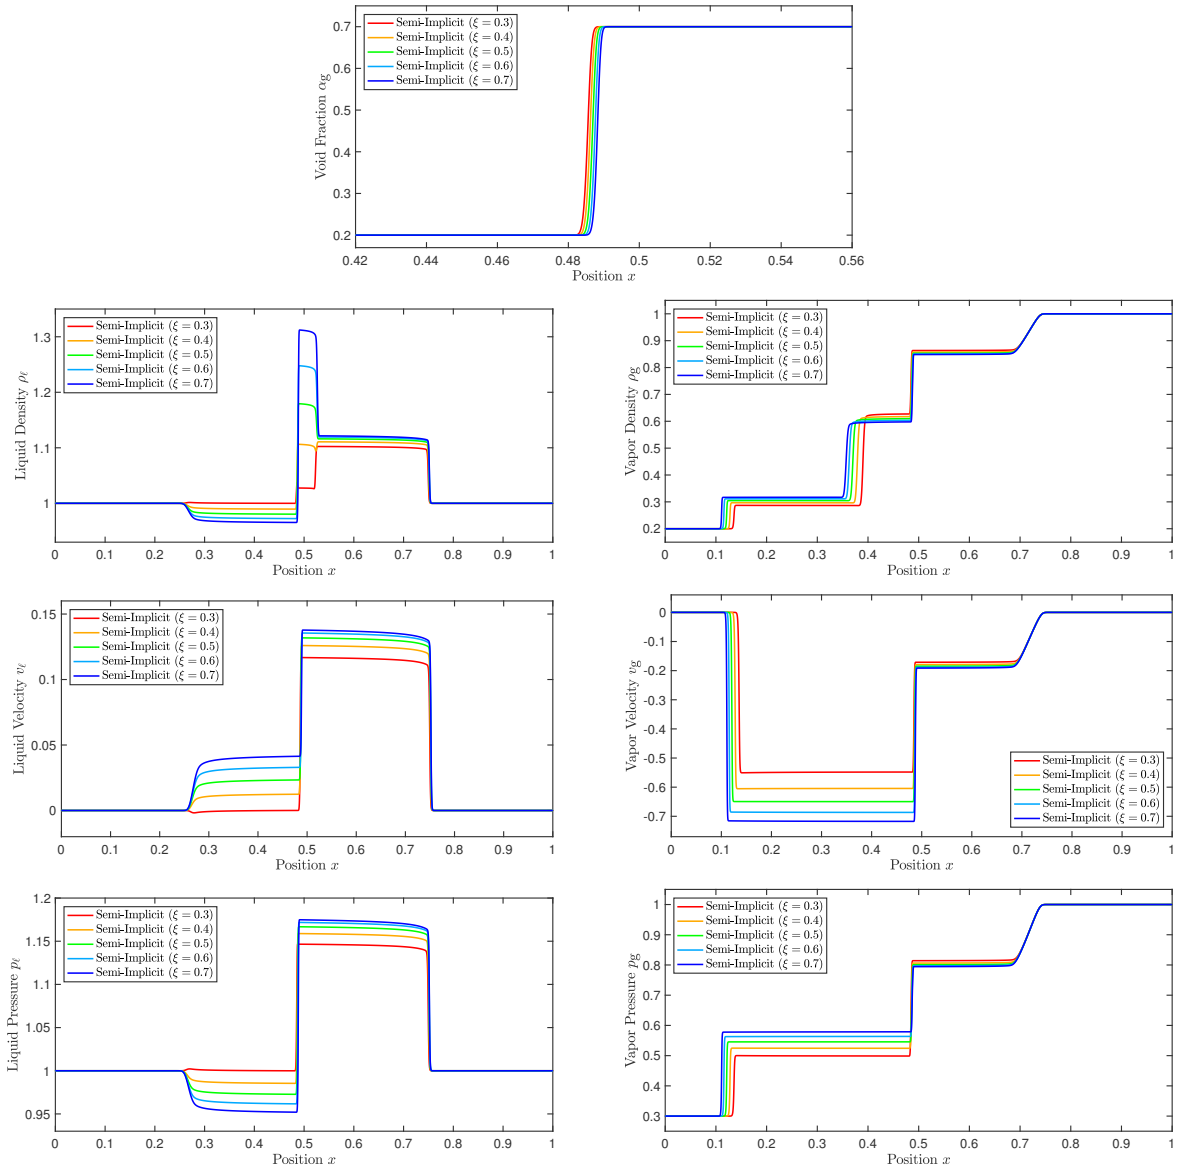 Void Fraction αg
0.7
0.6
0.5
0.4
0.3
0.2
Semi-Implicit (ξ = 0.3)
Semi-Implicit (ξ = 0.4)
Semi-Implicit (ξ = 0.5)
Semi-Implicit (ξ = 0.6)
Semi-Implicit (ξ = 0.7)
0.42 0.44 0.46 0.48 0.5 0.52 0.54 0.56
Position x
Liquid Density ρℓ
1.3
1.2
1.1
1
Semi-Implicit (ξ = 0.3)
Semi-Implicit (ξ = 0.4)
Semi-Implicit (ξ = 0.5)
Semi-Implicit (ξ = 0.6)
Semi-Implicit (ξ = 0.7)
0 0.1 0.2 0.3 0.4 0.5 0.6 0.7 0.8 0.9 1
Position x
Vapor Density ρg
1
0.9
0.8
0.7
0.6
0.5
0.4
0.3
0.2
Semi-Implicit (ξ = 0.3)
Semi-Implicit (ξ = 0.4)
Semi-Implicit (ξ = 0.5)
Semi-Implicit (ξ = 0.6)
Semi-Implicit (ξ = 0.7)
0 0.1 0.2 0.3 0.4 0.5 0.6 0.7 0.8 0.9 1
Position x
Liquid Velocity vℓ
0.15
0.1
0.05
0
Semi-Implicit (ξ = 0.3)
Semi-Implicit (ξ = 0.4)
Semi-Implicit (ξ = 0.5)
Semi-Implicit (ξ = 0.6)
Semi-Implicit (ξ = 0.7)
0 0.1 0.2 0.3 0.4 0.5 0.6 0.7 0.8 0.9 1
Position x
Vapor Velocity vg
0
-0.1
-0.2
-0.3
-0.4
-0.5
-0.6
-0.7
Semi-Implicit (ξ = 0.3)
Semi-Implicit (ξ = 0.4)
Semi-Implicit (ξ = 0.5)
Semi-Implicit (ξ = 0.6)
Semi-Implicit (ξ = 0.7)
0 0.1 0.2 0.3 0.4 0.5 0.6 0.7 0.8 0.9 1
Position x
Liquid Pressure pℓ
1.2
1.15
1.1
1.05
1
0.95
Semi-Implicit (ξ = 0.3)
Semi-Implicit (ξ = 0.4)
Semi-Implicit (ξ = 0.5)
Semi-Implicit (ξ = 0.6)
Semi-Implicit (ξ = 0.7)
0 0.1 0.2 0.3 0.4 0.5 0.6 0.7 0.8 0.9 1
Position x
Vapor Pressure pg
1
0.9
0.8
0.7
0.6
0.5
0.4
0.3
Semi-Implicit (ξ = 0.3)
Semi-Implicit (ξ = 0.4)
Semi-Implicit (ξ = 0.5)
Semi-Implicit (ξ = 0.6)
Semi-Implicit (ξ = 0.7)
0 0.1 0.2 0.3 0.4 0.5 0.6 0.7 0.8 0.9 1
Position x